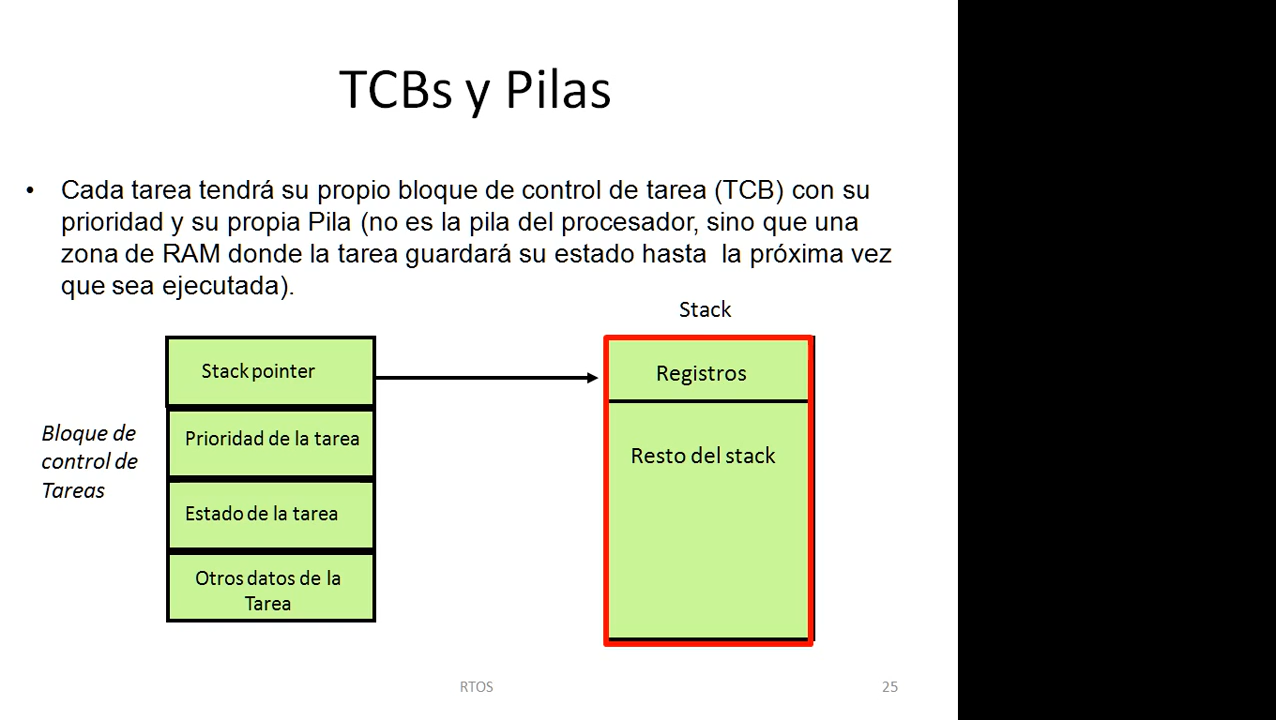 TCBs y Pilas
• Cada tarea tendrá su propio bloque de control de tarea (TCB) con su
prioridad y su propia Pila (no es la pila del procesador, sino que una
zona de RAM donde la tarea guardará su estado hasta la próxima vez
que sea ejecutada).
Stack
Stack pointer
Registros
Bloque de
control de
Tareas
Prioridad de la tarea
Resto del stack
Estado de la tarea
Otros datos de la
Tarea
RTOS
25